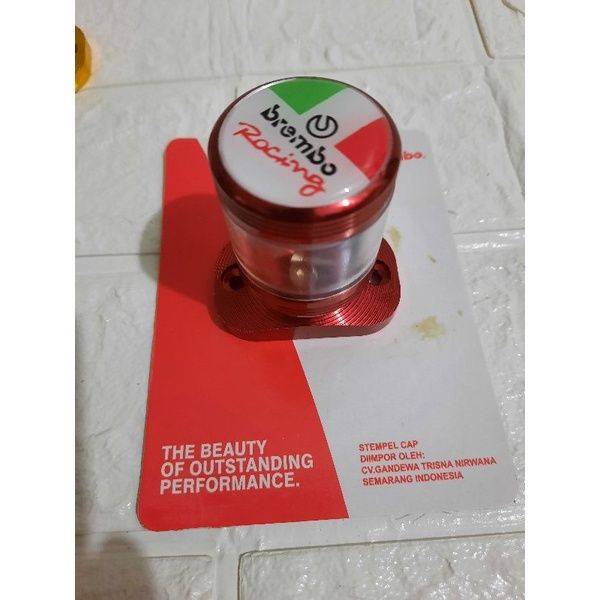 brembo
Racing
bo.
THE BEAUTY
OF OUTSTANDING
PERFORMANCE.
STEMPEL CAP
DIIMPOR OLEH:
CV.GANDEWA TRISNA NIRWANA
SEMARANG INDONESIA